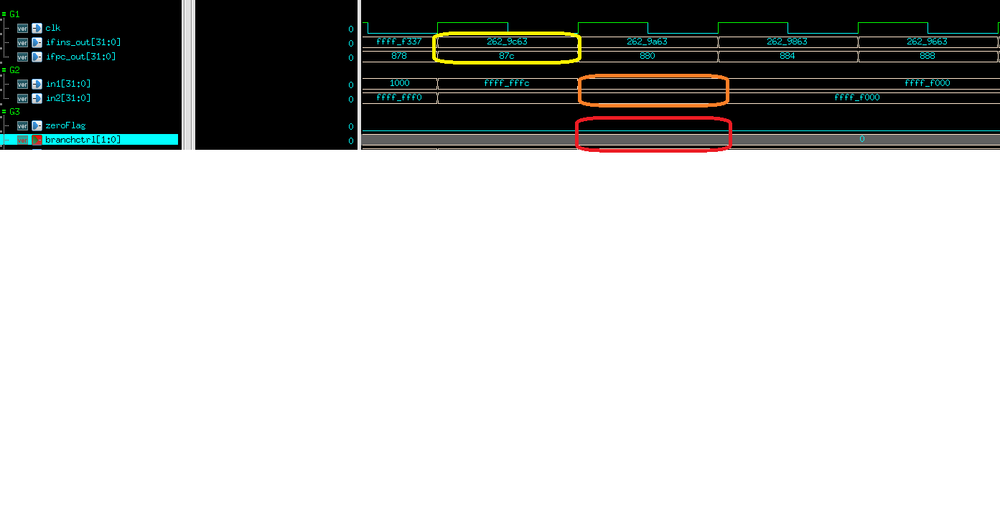 G1
ver clk 0
ver ifins_out[31:0] 0 ffff_f337 262_9c63 262_9a63 262_9863 262_9663
ver ifpc_out[31:0] 0 878 87c 880 884 888
G2
ver in1[31:0] 0 1000 ffff_fffc ffff_f000
ver in2[31:0] 0 ffff_fff0 ffff_f000
G3
ver zeroFlag 0
ver branchctrl[1:0] 0 0